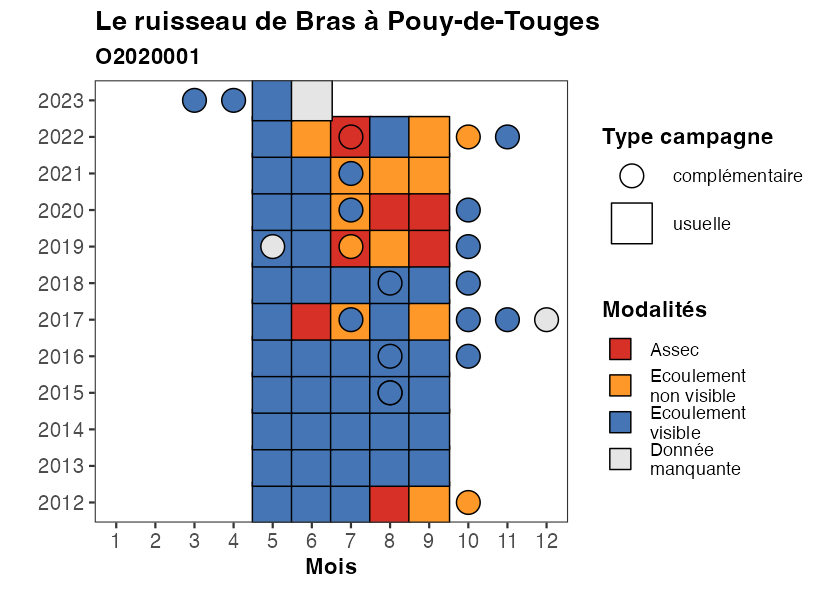 Le ruisseau de Bras à Pouy-de-Touges
O2020001
2023
2022
2021
2020
2019
2018
2017
2016
2015
2014
2013
2012
1 2 3 4 5 6 7 8 9 10 11 12
Mois
Type campagne
complémentaire
usuelle
Modalités
Assec
Ecoulement
non visible
Ecoulement
visible
Donnée
manquante